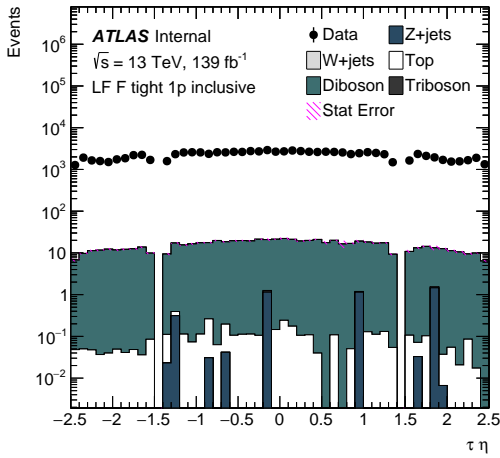 Events
ATLAS Internal
√s = 13 TeV, 139 fb⁻¹
LF F tight 1p inclusive
Data
Z+jets
W+jets
Top
Diboson
Triboson
Stat Error
10⁶
10⁵
10⁴
10³
10²
10
1
10⁻¹
10⁻²
−2.5 −2 −1.5 −1 −0.5 0 0.5 1 1.5 2 2.5
τ η